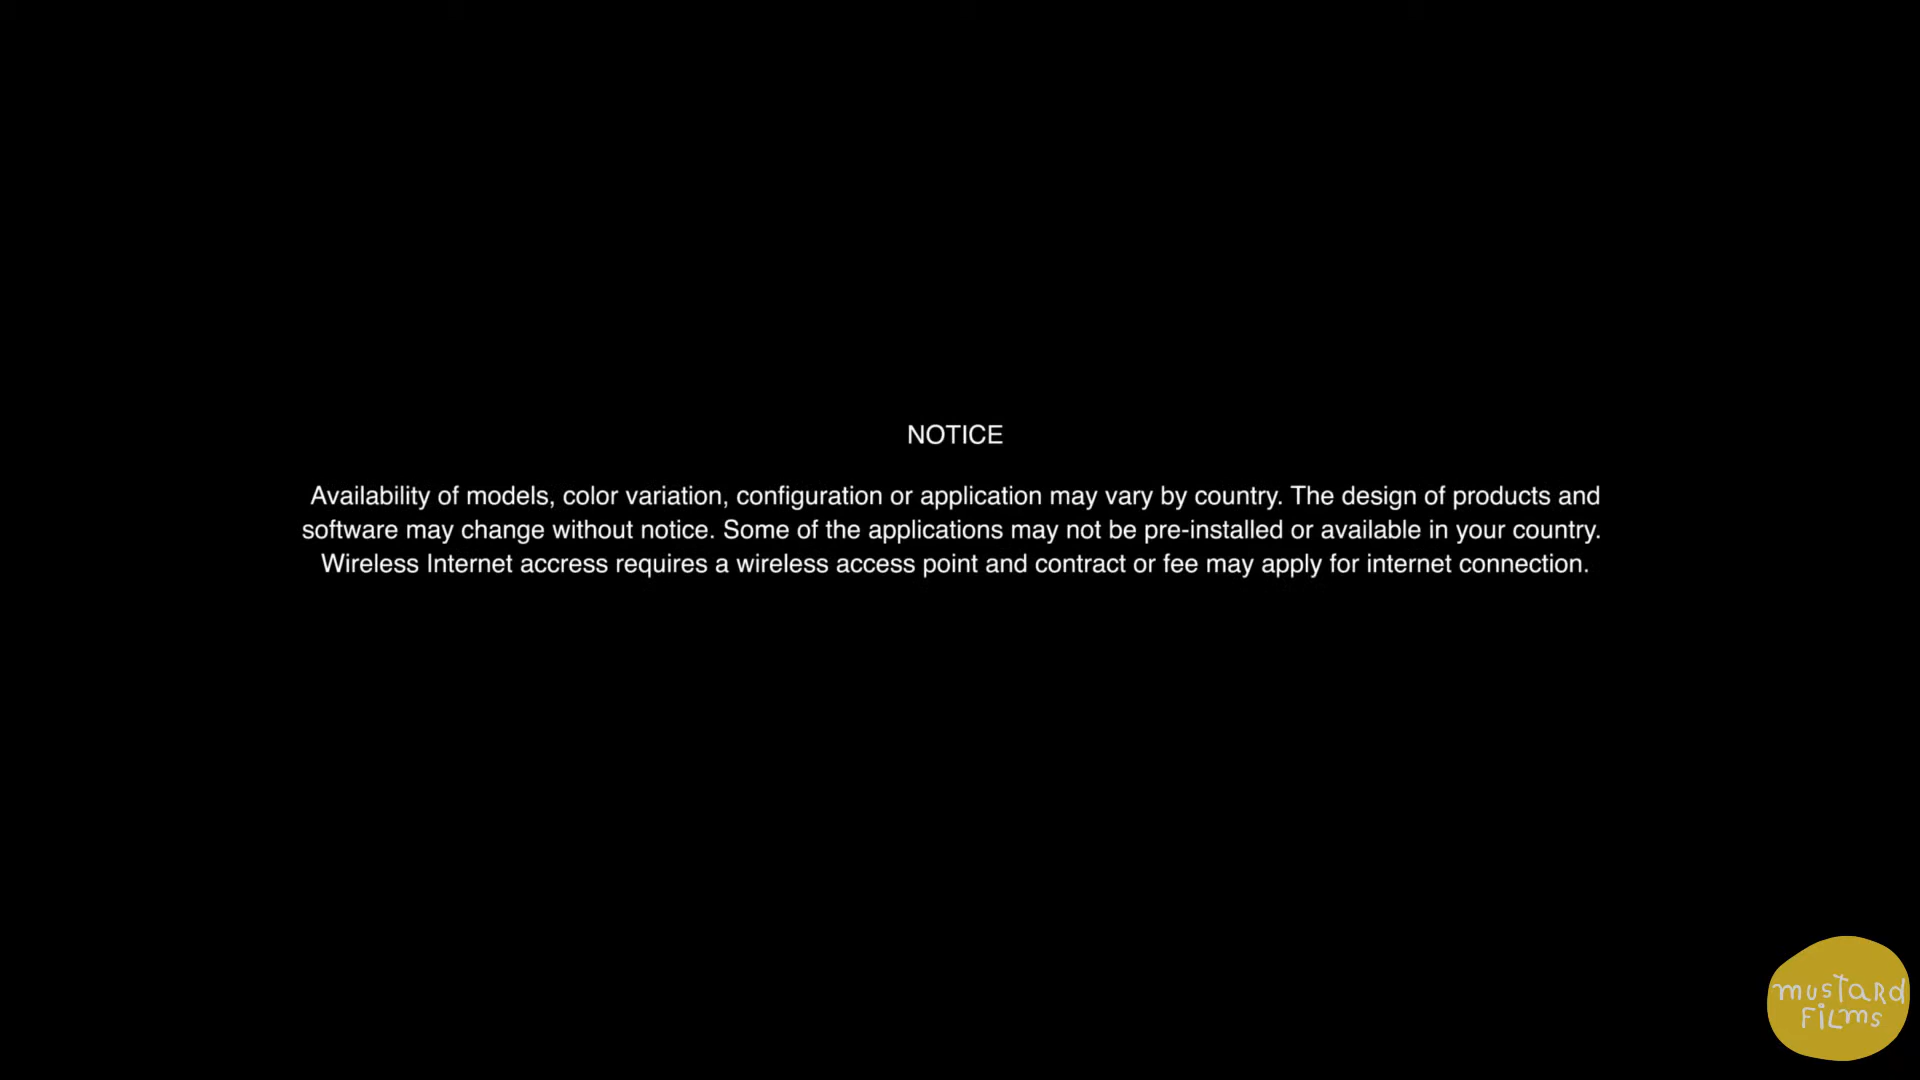 NOTICE
Availability of models, color variation, configuration or application may vary by country. The design of products and
software may change without notice. Some of the applications may not be pre-installed or available in your country.
Wireless Internet accress requires a wireless access point and contract or fee may apply for internet connection.
musTaRd
FiLms